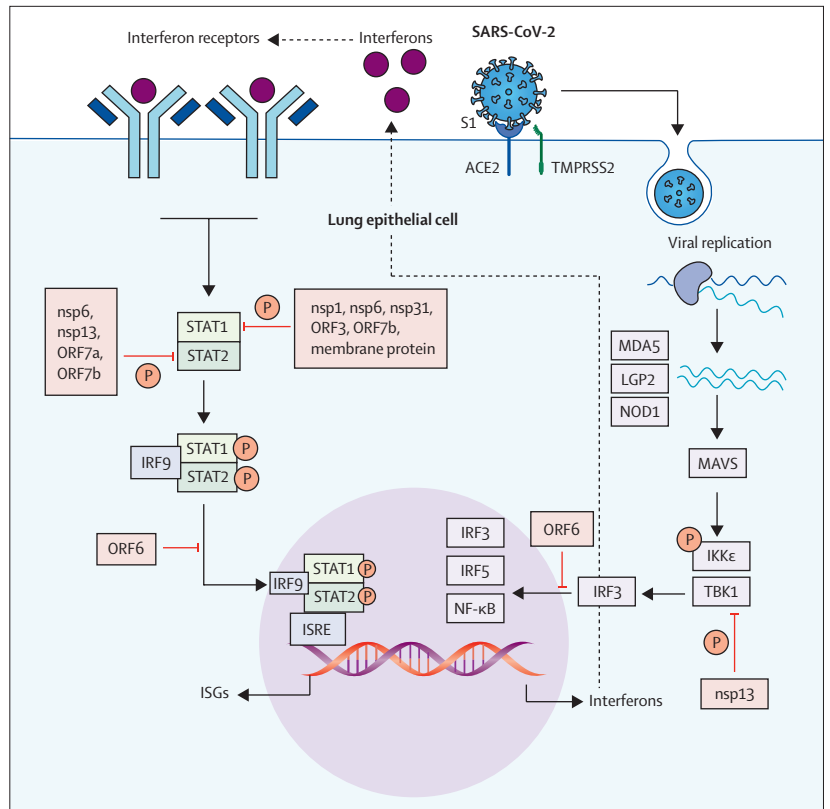 SARS-CoV-2
Interferon receptors
Interferons
S1
ACE2
TMPRSS2
Lung epithelial cell
Viral replication
nsp6,
nsp13,
ORF7a,
ORF7b
P
STAT1
STAT2
P
nsp1, nsp6, nsp31,
ORF3, ORF7b,
membrane protein
MDA5
LGP2
NOD1
MAVS
IRF9
STAT1
P
STAT2
P
ORF6
IRF9
STAT1
P
STAT2
P
ISRE
IRF3
IRF5
NF-κB
ORF6
IRF3
P
IKKε
TBK1
P
nsp13
ISGs
Interferons